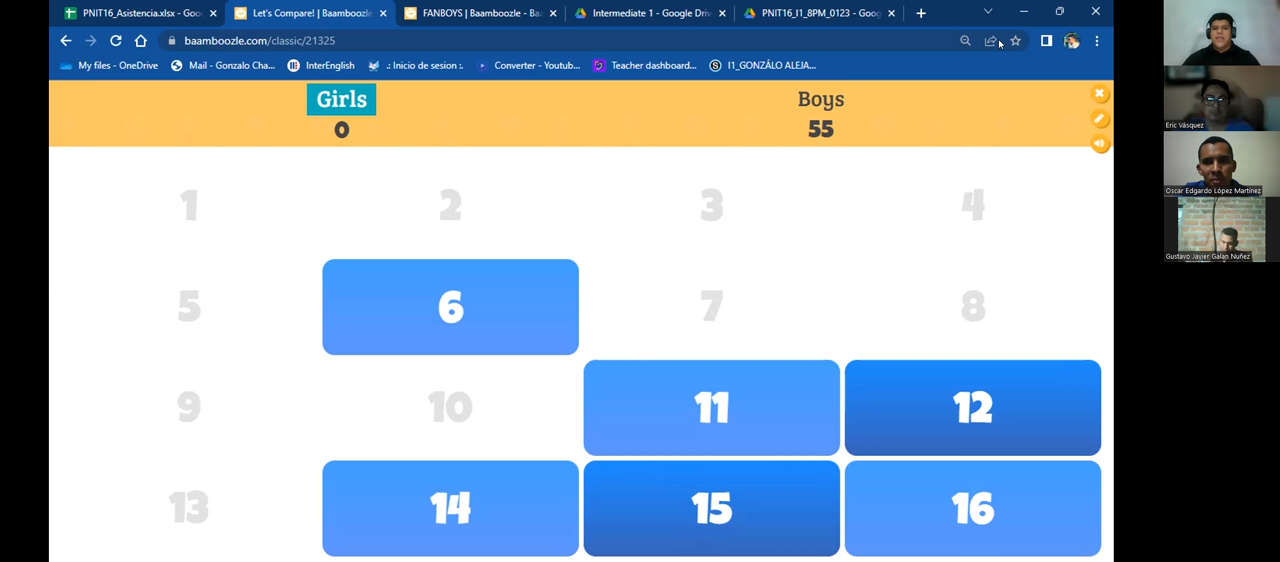 PNIT16_Asistencia.xlsx - Goo
Let's Compare! | Baamboozle
FANBOYS | Baamboozle - Ba
Intermediate 1 - Google Driv
PNIT16_I1_8PM_0123 - Goog
baamboozle.com/classic/21325
My files - OneDrive
Mail - Gonzalo Cha...
InterEnglish
.: Inicio de sesion :.
Converter - Youtub...
Teacher dashboard...
I1_GONZÁLO ALEJA...
Girls
Boys
0
55
1
2
3
4
5
6
7
8
9
10
11
12
13
14
15
16
Eric Vásquez
Oscar Edgardo López Martínez
Gustavo Javier Galan Nuñez